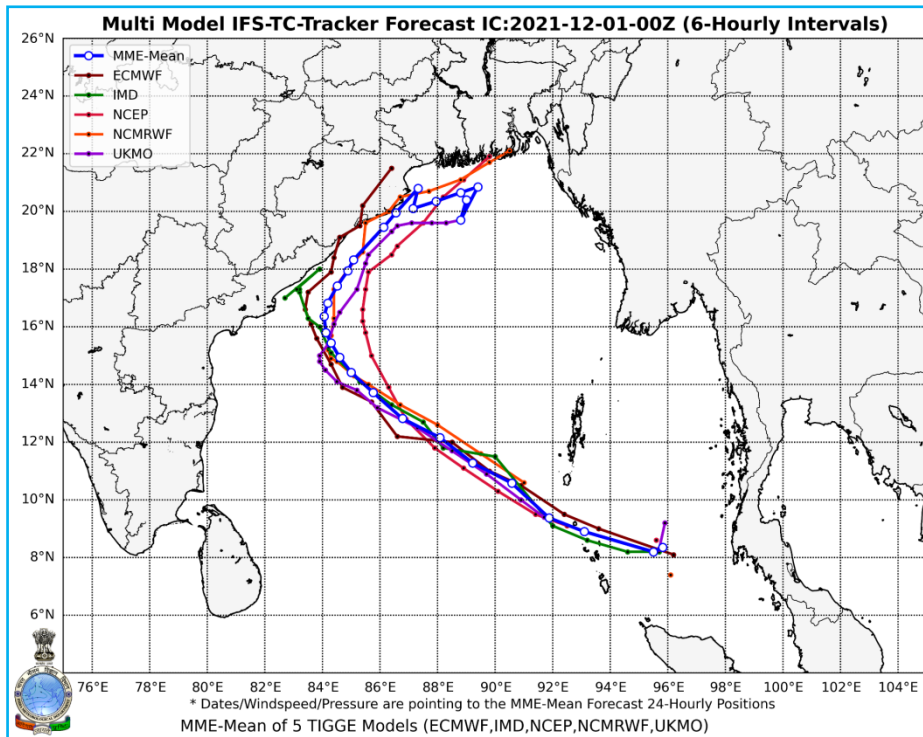 Multi Model IFS-TC-Tracker Forecast IC:2021-12-01-00Z (6-Hourly Intervals)
26°N
24°N
22°N
20°N
18°N
16°N
14°N
12°N
10°N
8°N
6°N
MME-Mean
ECMWF
IMD
NCEP
NCMRWF
UKMO
76°E 78°E 80°E 82°E 84°E 86°E 88°E 90°E 92°E 94°E 96°E 98°E 100°E 102°E 104°E
* Dates/Windspeed/Pressure are pointing to the MME-Mean Forecast 24-Hourly Positions
MME-Mean of 5 TIGGE Models (ECMWF,IMD,NCEP,NCMRWF,UKMO)